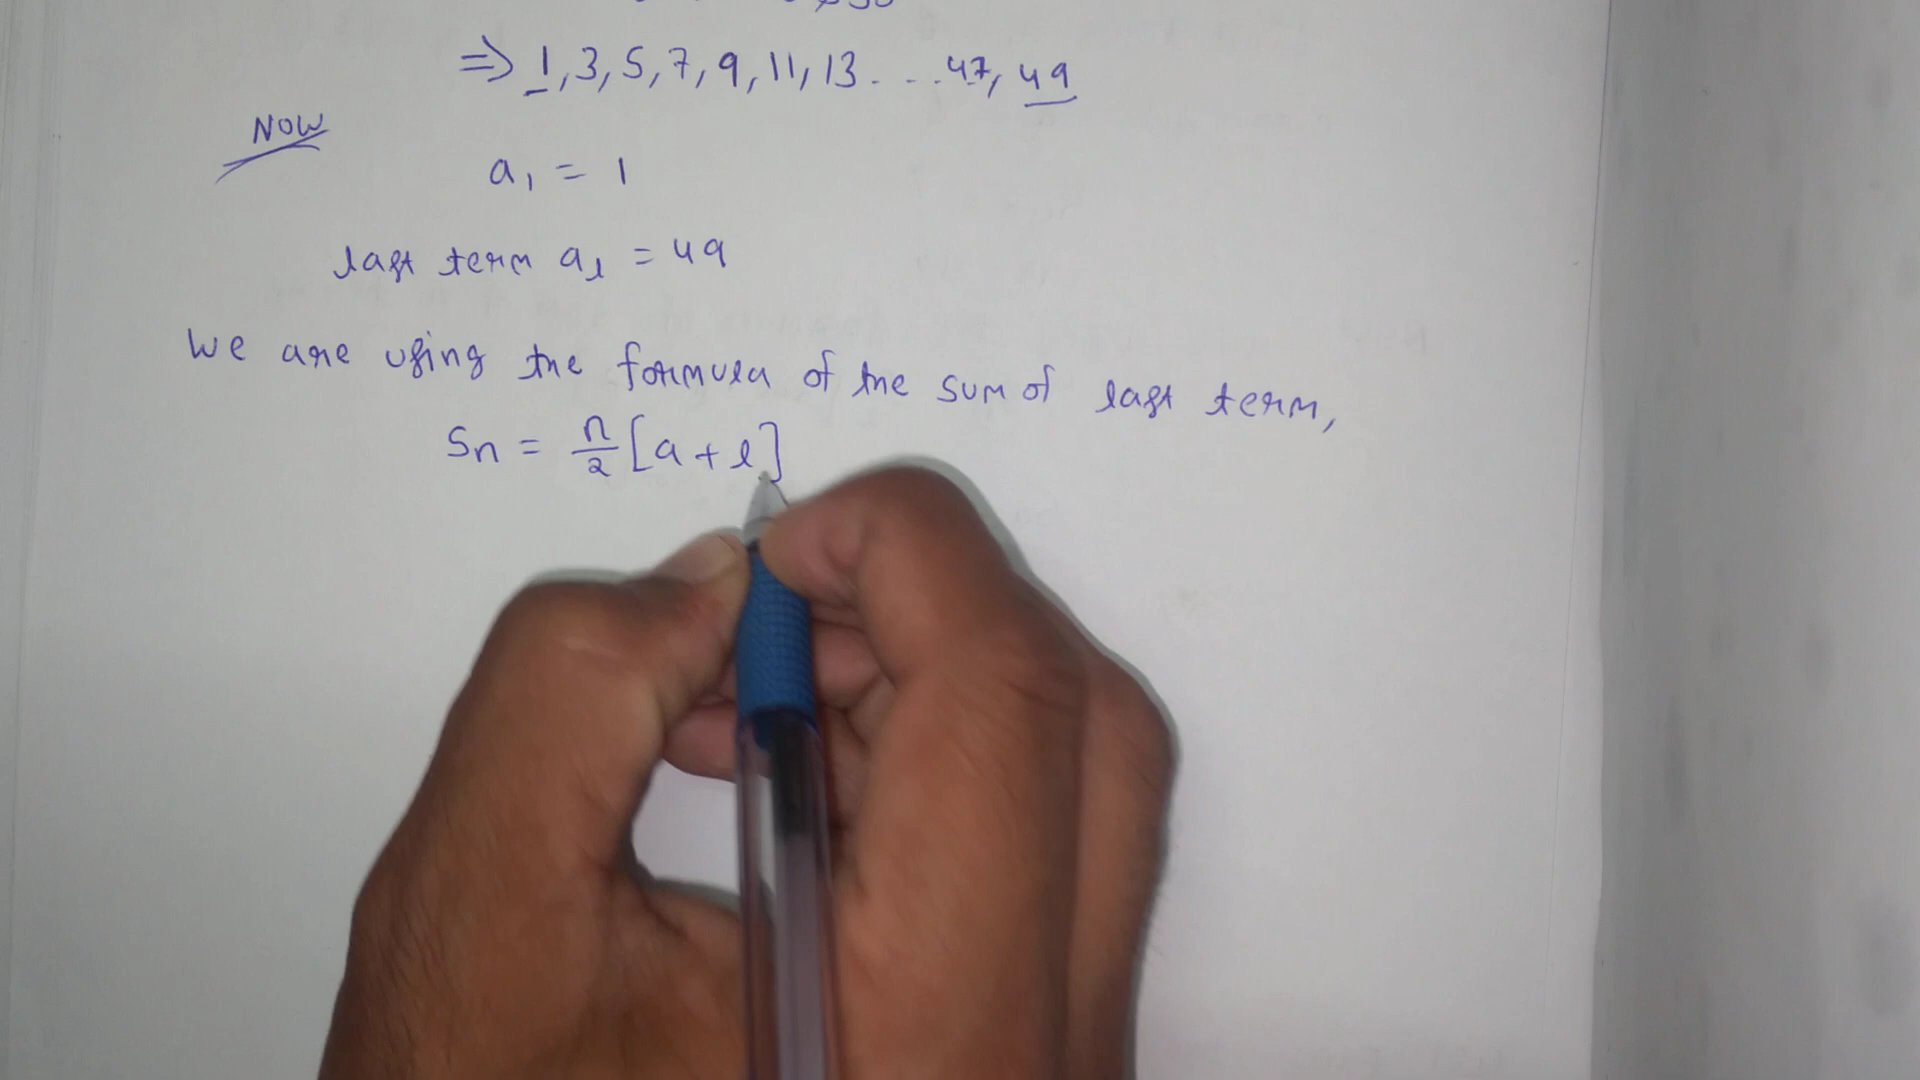 ⇒ 1, 3, 5, 7, 9, 11, 13 . . . 47, 49
NOW
a₁ = 1
last term aₗ = 49
We are using the formula of the sum of last term,
Sn = n/2 [a + l]